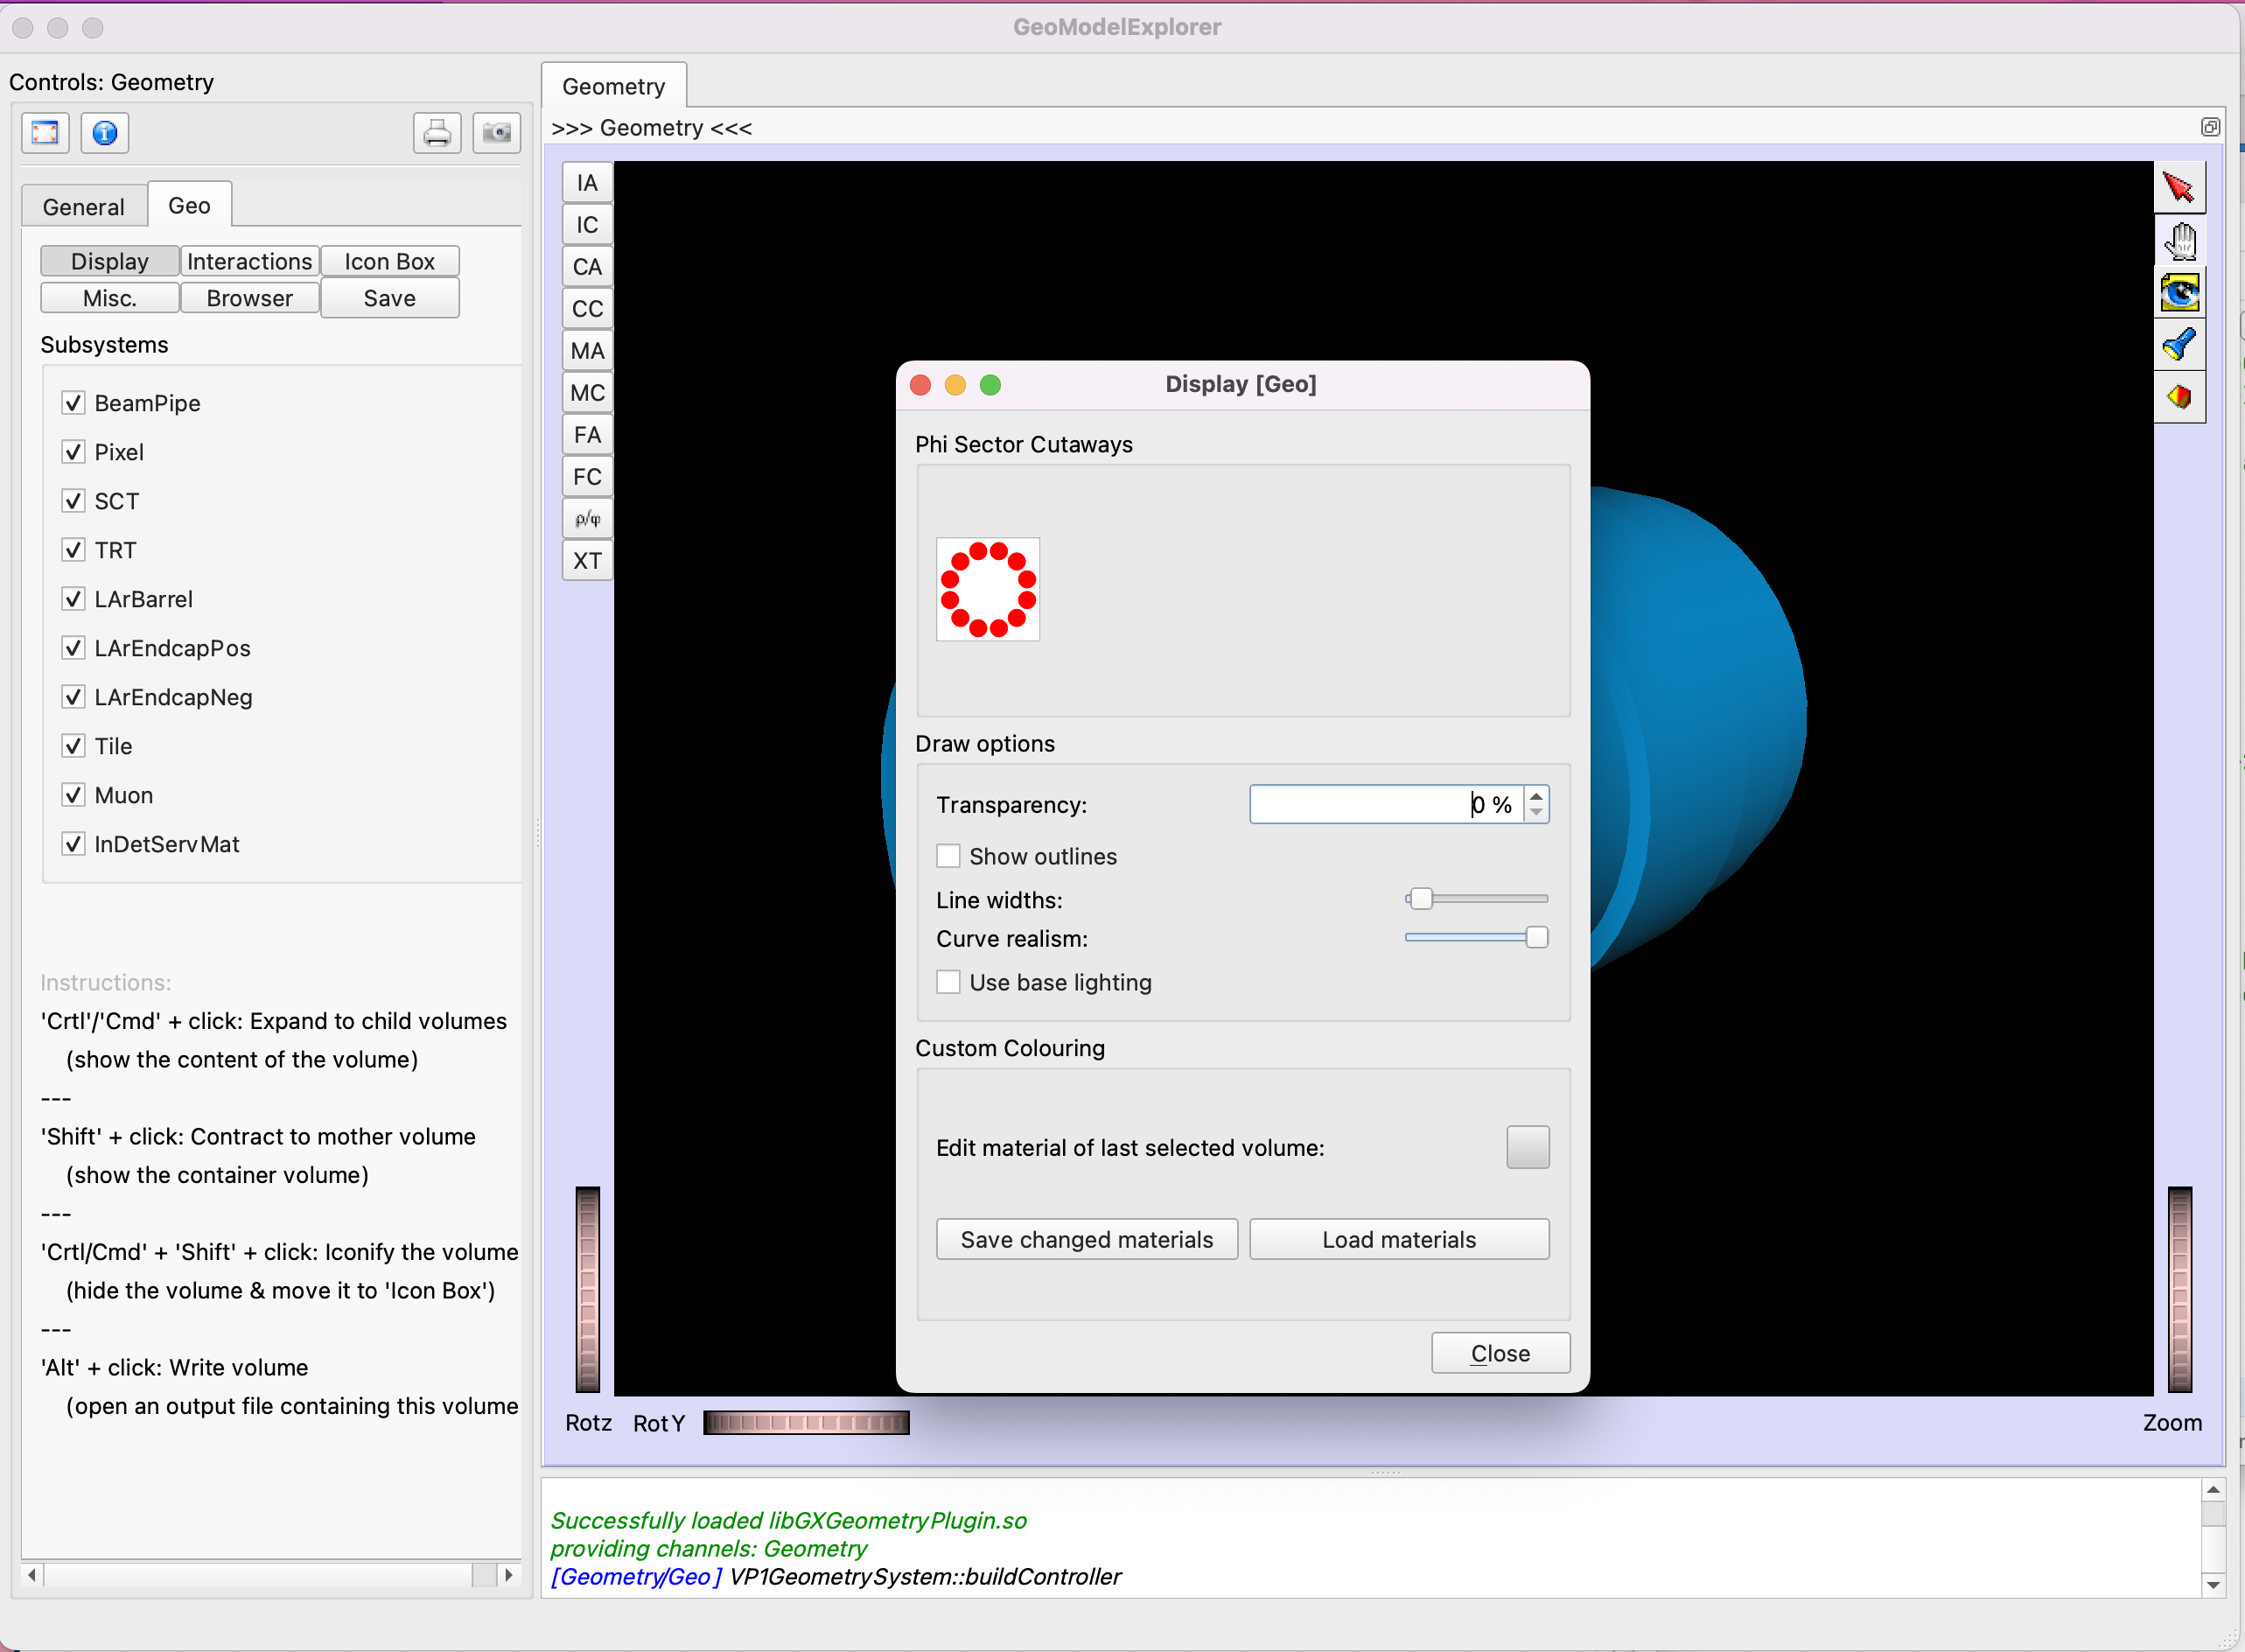 GeoModelExplorer
Controls: Geometry
General
Geo
Display
Interactions
Icon Box
Misc.
Browser
Save
Subsystems
BeamPipe
Pixel
SCT
TRT
LArBarrel
LArEndcapPos
LArEndcapNeg
Tile
Muon
InDetServMat
Instructions:
'Crtl'/'Cmd' + click: Expand to child volumes
(show the content of the volume)
---
'Shift' + click: Contract to mother volume
(show the container volume)
---
'Crtl/Cmd' + 'Shift' + click: Iconify the volume
(hide the volume & move it to 'Icon Box')
---
'Alt' + click: Write volume
(open an output file containing this volume
Geometry
>>> Geometry <<<
IA
IC
CA
CC
MA
MC
FA
FC
ρ/φ
XT
Display [Geo]
Phi Sector Cutaways
Draw options
Transparency:
0 %
Show outlines
Line widths:
Curve realism:
Use base lighting
Custom Colouring
Edit material of last selected volume:
Save changed materials
Load materials
Close
Rotz
RotY
Zoom
Successfully loaded libGXGeometryPlugin.so
providing channels: Geometry
[Geometry/Geo] VP1GeometrySystem::buildController